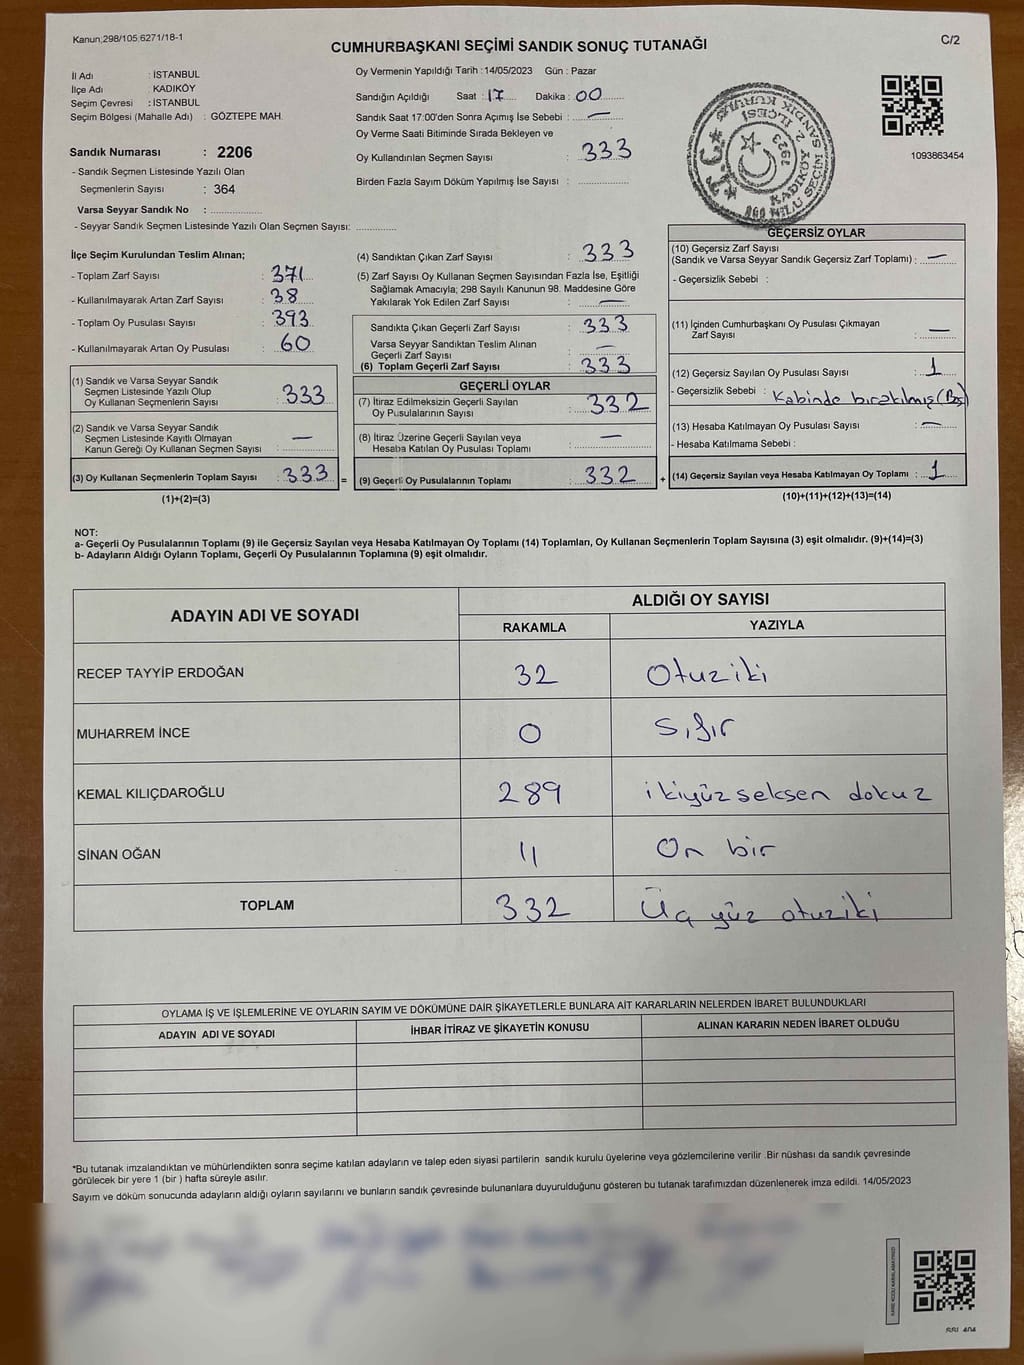 Kanun;298/105;6271/18-1
CUMHURBAŞKANI SEÇİMİ SANDIK SONUÇ TUTANAĞI
C/2
İl Adı : İSTANBUL
İlçe Adı : KADIKÖY
Seçim Çevresi : İSTANBUL
Seçim Bölgesi (Mahalle Adı) : GÖZTEPE MAH.
Sandık Numarası : 2206
- Sandık Seçmen Listesinde Yazılı Olan
Seçmenlerin Sayısı : 364
Varsa Seyyar Sandık No :
- Seyyar Sandık Seçmen Listesinde Yazılı Olan Seçmen Sayısı:
Oy Vermenin Yapıldığı Tarih : 14/05/2023 Gün : Pazar
Sandığın Açıldığı Saat : 17 Dakika : 00
Sandık Saat 17:00'den Sonra Açımış İse Sebebi : —
Oy Verme Saati Bitiminde Sırada Bekleyen ve
Oy Kullandırılan Seçmen Sayısı : 333
Birden Fazla Sayım Döküm Yapılmış İse Sayısı :
1093863454
İlçe Seçim Kurulundan Teslim Alınan;
- Toplam Zarf Sayısı : 371
- Kullanılmayarak Artan Zarf Sayısı : 38
- Toplam Oy Pusulası Sayısı : 393
- Kullanılmayarak Artan Oy Pusulası : 60
(1) Sandık ve Varsa Seyyar Sandık
Seçmen Listesinde Yazılı Olup
Oy Kullanan Seçmenlerin Sayısı : 333
(2) Sandık ve Varsa Seyyar Sandık
Seçmen Listesinde Kayıtlı Olmayan
Kanun Gereği Oy Kullanan Seçmen Sayısı : —
(3) Oy Kullanan Seçmenlerin Toplam Sayısı : 333 =
(1)+(2)=(3)
(4) Sandıktan Çıkan Zarf Sayısı : 333
(5) Zarf Sayısı Oy Kullanan Seçmen Sayısından Fazla İse, Eşitliği
Sağlamak Amacıyla; 298 Sayılı Kanunun 98. Maddesine Göre
Yakılarak Yok Edilen Zarf Sayısı : —
Sandıkta Çıkan Geçerli Zarf Sayısı : 333
Varsa Seyyar Sandıktan Teslim Alınan
Geçerli Zarf Sayısı : —
(6) Toplam Geçerli Zarf Sayısı : 333
GEÇERLİ OYLAR
(7) İtiraz Edilmeksizin Geçerli Sayılan
Oy Pusulalarının Sayısı : 332
(8) İtiraz Üzerine Geçerli Sayılan veya
Hesaba Katılan Oy Pusulaları Toplamı : —
(9) Geçerli Oy Pusulalarının Toplamı : 332 +
GEÇERSİZ OYLAR
(10) Geçersiz Zarf Sayısı
(Sandık ve Varsa Seyyar Sandık Geçersiz Zarf Toplamı) : —
- Geçersizlik Sebebi :
(11) İçinden Cumhurbaşkanı Oy Pusulası Çıkmayan
Zarf Sayısı : —
(12) Geçersiz Sayılan Oy Pusulası Sayısı : 1
- Geçersizlik Sebebi : Kabinde bırakılmış (Boş)
(13) Hesaba Katılmayan Oy Pusulası Sayısı : —
- Hesaba Katılmama Sebebi :
(14) Geçersiz Sayılan veya Hesaba Katılmayan Oy Toplamı : 1
(10)+(11)+(12)+(13)=(14)
NOT:
a- Geçerli Oy Pusulalarının Toplamı (9) ile Geçersiz Sayılan veya Hesaba Katılmayan Oy Toplamı (14) Toplamları, Oy Kullanan Seçmenlerin Toplam Sayısına (3) eşit olmalıdır. (9)+(14)=(3)
b- Adayların Aldığı Oyların Toplamı, Geçerli Oy Pusulalarının Toplamına (9) eşit olmalıdır.
ADAYIN ADI VE SOYADI
ALDIĞI OY SAYISI
RAKAMLA YAZIYLA
RECEP TAYYİP ERDOĞAN 32 Otuziki
MUHARREM İNCE 0 Sıfır
KEMAL KILIÇDAROĞLU 289 ikiyüz seksen dokuz
SİNAN OĞAN 11 On bir
TOPLAM 332 Üç yüz otuziki
OYLAMA İŞ VE İŞLEMLERİNE VE OYLARIN SAYIM VE DÖKÜMÜNE DAİR ŞİKAYETLERLE BUNLARA AİT KARARLARIN NELERDEN İBARET BULUNDUKLARI
ADAYIN ADI VE SOYADI İHBAR İTİRAZ VE ŞİKAYETİN KONUSU ALINAN KARARIN NEDEN İBARET OLDUĞU
*Bu tutanak imzalandıktan ve mühürlendikten sonra seçime katılan adayların ve talep eden siyasi partilerin sandık kurulu üyelerine veya gözlemcilerine verilir .Bir nüshası da sandık çevresinde
görülecek bir yere 1 (bir ) hafta süreyle asılır.
Sayım ve döküm sonucunda adayların aldığı oyların sayılarını ve bunların sandık çevresinde bulunanlara duyurulduğunu gösteren bu tutanak tarafımızdan düzenlenerek imza edildi. 14/05/2023